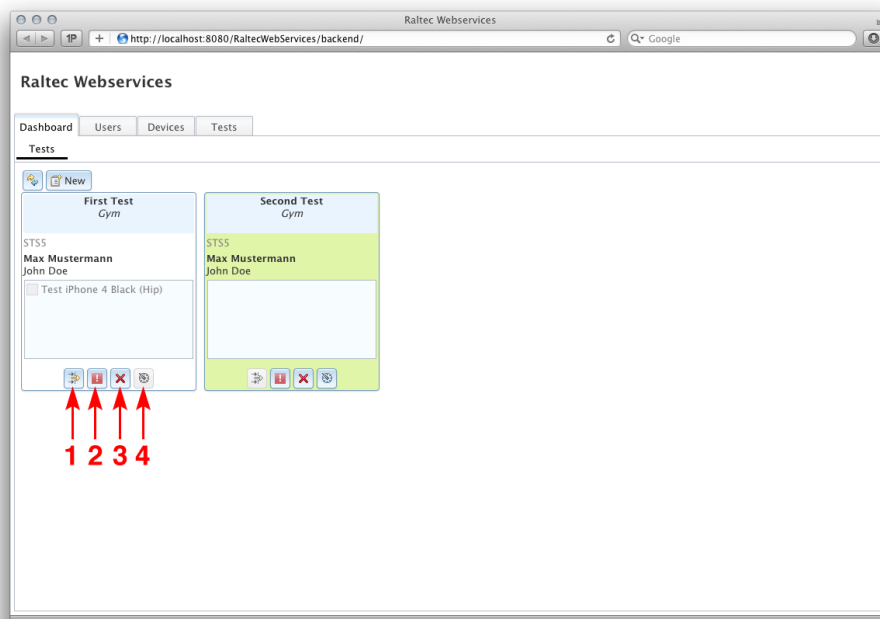 Raltec Webservices
1P + http://localhost:8080/RaltecWebServices/backend/ Google
Raltec Webservices
Dashboard Users Devices Tests
Tests
New
First Test Second Test
Gym Gym
STS5 STS5
Max Mustermann Max Mustermann
John Doe John Doe
Test iPhone 4 Black (Hip)
1 2 3 4